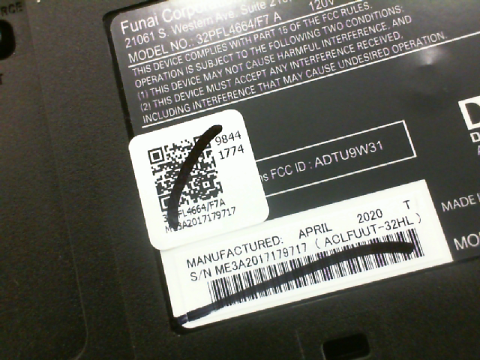 Funai Corpor
21061 S. Western Ave. Suite
MODEL NO.: 32PFL4664/F7 A 120V
THIS DEVICE COMPLIES WITH PART 15 OF THE FCC RULES.
OPERATION IS SUBJECT TO THE FOLLOWING TWO CONDITIONS:
(1) THIS DEVICE MAY NOT CAUSE HARMFUL INTERFERENCE, AND
(2) THIS DEVICE MUST ACCEPT ANY INTERFERENCE RECEIVED,
INCLUDING INTERFERENCE THAT MAY CAUSE UNDESIRED OPERATION.
9844
1774
FL4664/F7A
ME3A2017179717
ns FCC ID : ADTU9W31
MANUFACTURED: APRIL 2020 T
S/N ME3A2017179717 ( ACLFUUT-32HL )
MADE
MO